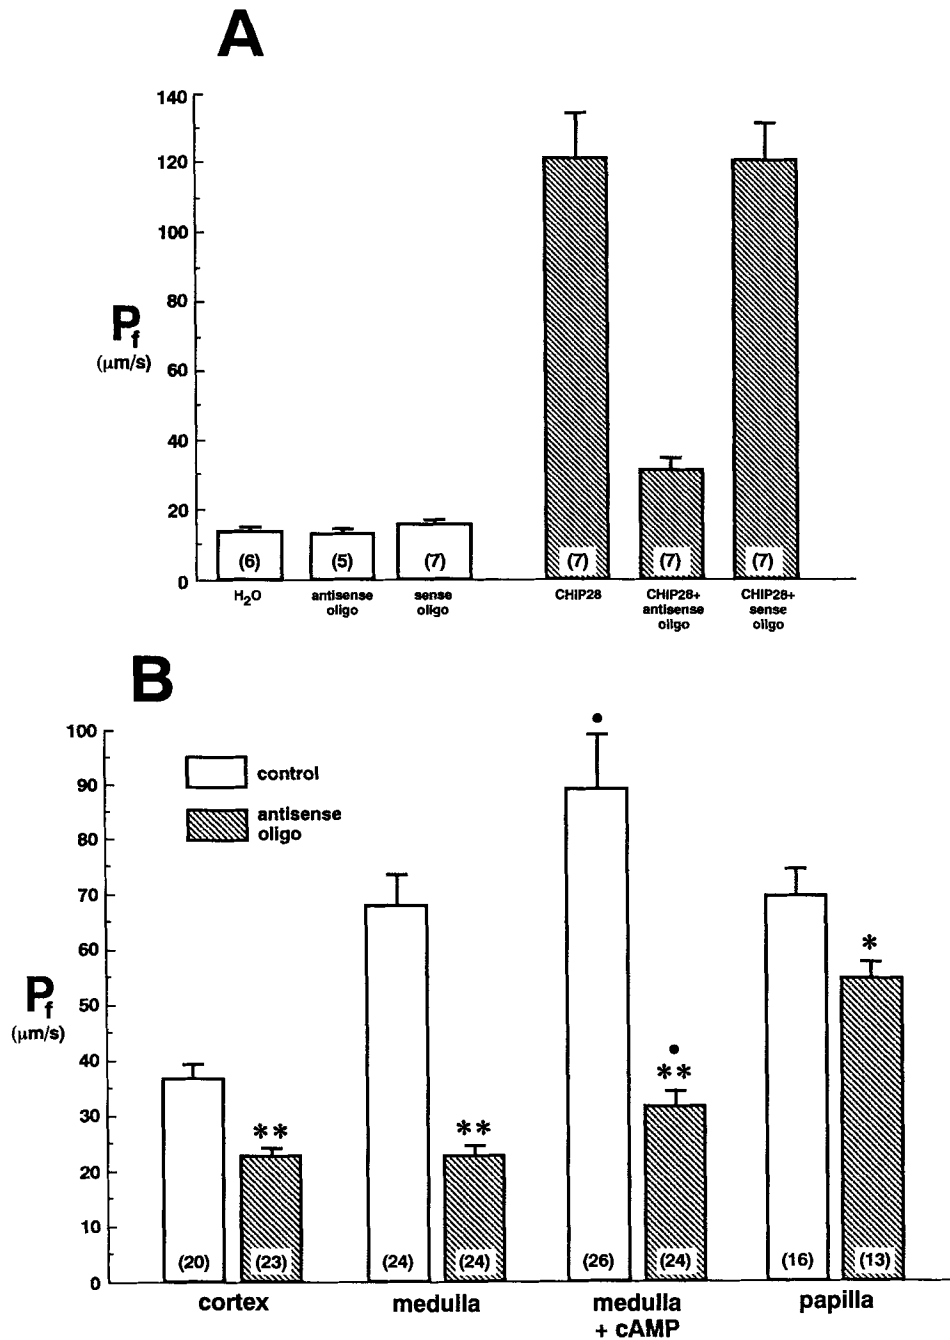 A
140
120
100
80
60
40
20
0
Pf
(μm/s)
(6)
(5)
(7)
(7)
(7)
(7)
H2O
antisense
oligo
sense
oligo
CHIP28
CHIP28+
antisense
oligo
CHIP28+
sense
oligo
B
100
90
80
70
60
50
40
30
20
10
0
Pf
(μm/s)
control
antisense
oligo
**
**
•
•
**
*
(20)
(23)
(24)
(24)
(26)
(24)
(16)
(13)
cortex
medulla
medulla
+ cAMP
papilla